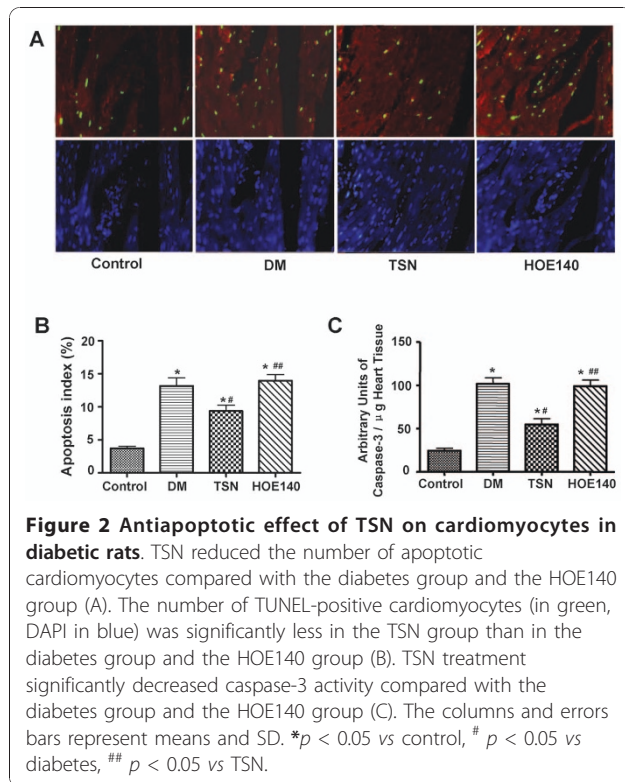 A
Control DM TSN HOE140
B
Apoptosis index (%)
20
15
10
5
0
*
*#
* ##
Control DM TSN HOE140
C
Arbitrary Units of
Caspase-3 / μg Heart Tissue
150
100
50
0
*
*#
* ##
Control DM TSN HOE140
Figure 2 Antiapoptotic effect of TSN on cardiomyocytes in
diabetic rats. TSN reduced the number of apoptotic
cardiomyocytes compared with the diabetes group and the HOE140
group (A). The number of TUNEL-positive cardiomyocytes (in green,
DAPI in blue) was significantly less in the TSN group than in the
diabetes group and the HOE140 group (B). TSN treatment
significantly decreased caspase-3 activity compared with the
diabetes group and the HOE140 group (C). The columns and errors
bars represent means and SD. *p < 0.05 vs control, # p < 0.05 vs
diabetes, ## p < 0.05 vs TSN.